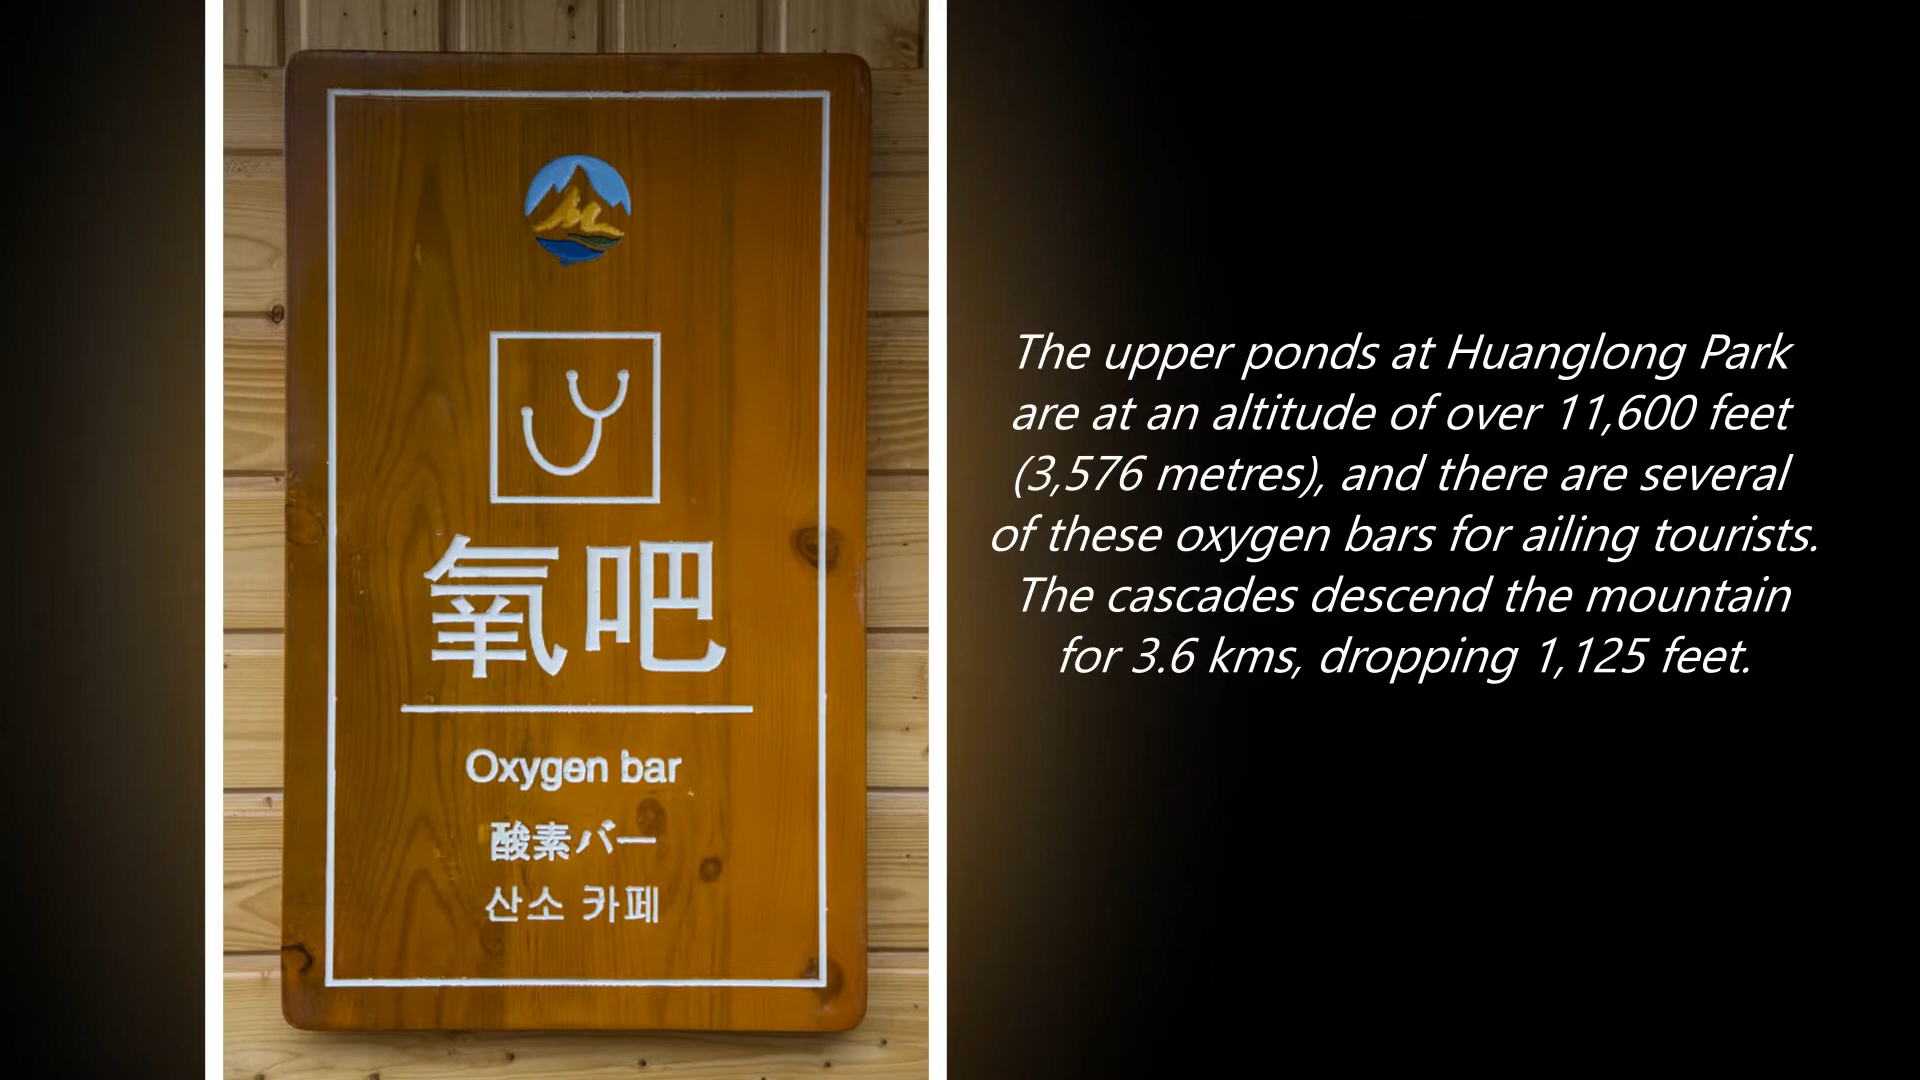 氧吧
Oxygen bar
酸素バー
산소 카페
The upper ponds at Huanglong Park
are at an altitude of over 11,600 feet
(3,576 metres), and there are several
of these oxygen bars for ailing tourists.
The cascades descend the mountain
for 3.6 kms, dropping 1,125 feet.